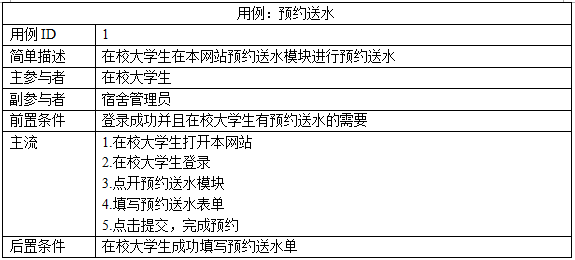 用例：预约送水
用例 ID 1
简单描述 在校大学生在本网站预约送水模块进行预约送水
主参与者 在校大学生
副参与者 宿舍管理员
前置条件 登录成功并且在校大学生有预约送水的需要
主流 1.在校大学生打开本网站
2.在校大学生登录
3.点开预约送水模块
4.填写预约送水表单
5.点击提交，完成预约
后置条件 在校大学生成功填写预约送水单